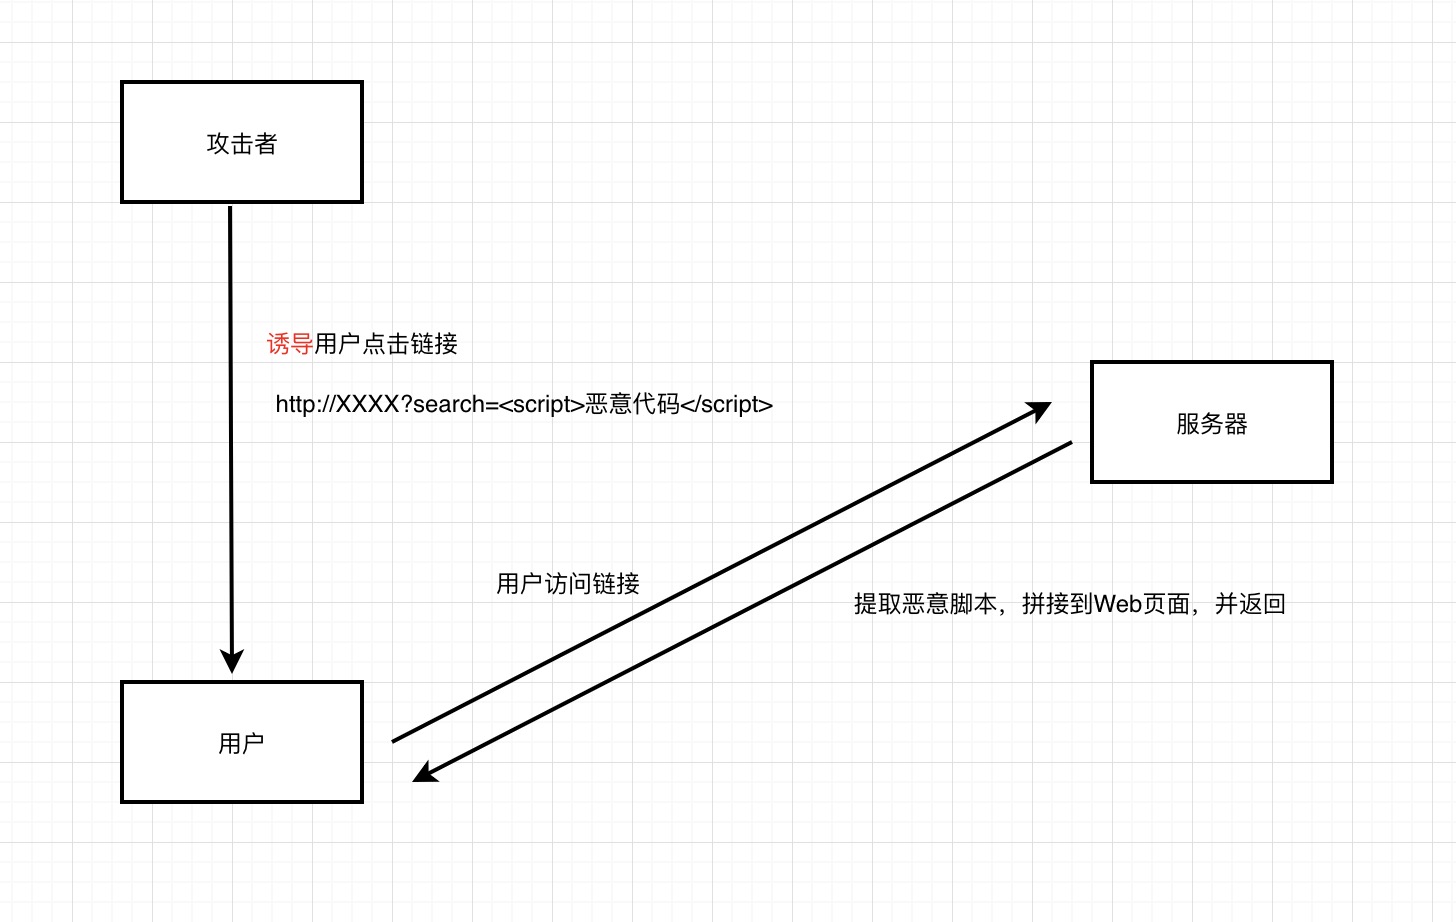 攻击者
诱导用户点击链接
http://XXXX?search=<script>恶意代码</script>
服务器
用户访问链接
提取恶意脚本，拼接到Web页面，并返回
用户